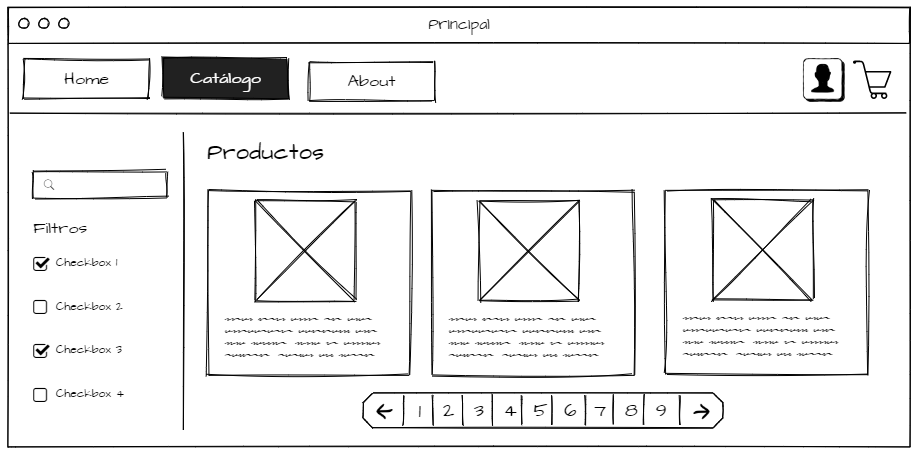 Principal
Home
Catálogo
About
Productos
Filtros
Checkbox 1
Checkbox 2
Checkbox 3
Checkbox 4
1 2 3 4 5 6 7 8 9